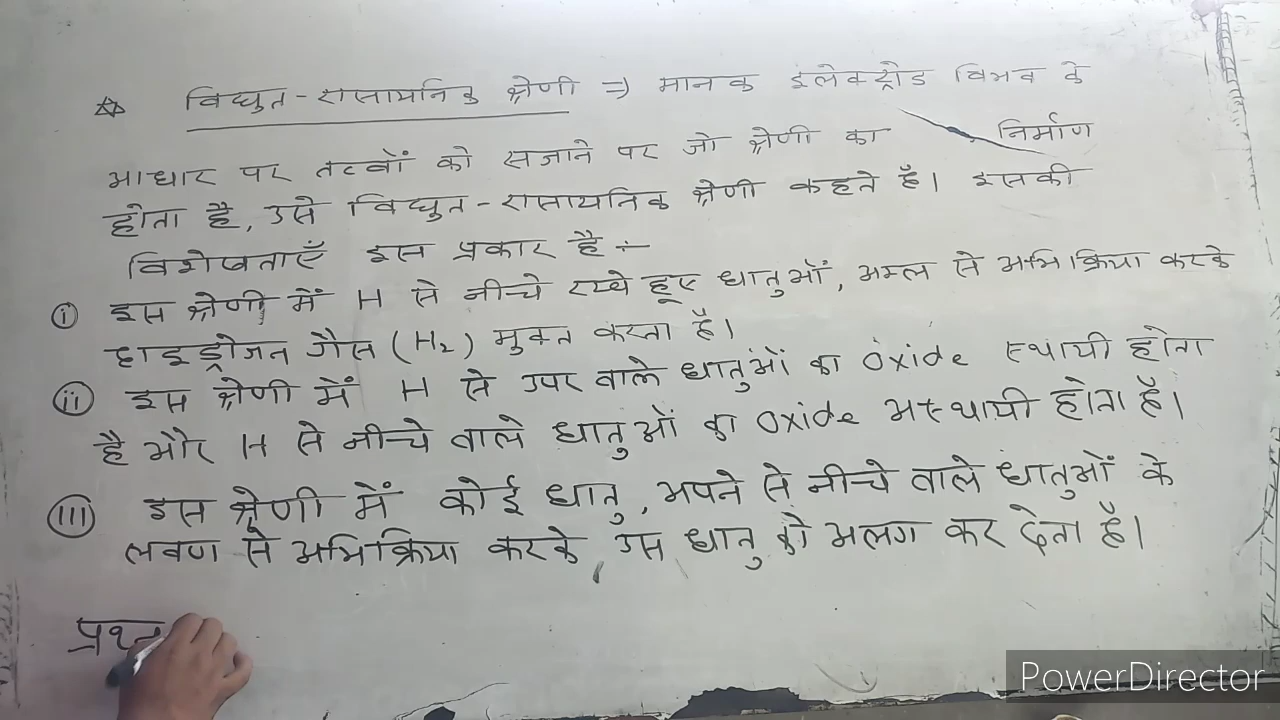 ☆ विद्युत-रासायनिक श्रेणी ⇒ मानक इलेक्ट्रोड विभव के
आधार पर तत्वों को सजाने पर जो श्रेणी का निर्माण
होता है, उसे विद्युत-रासायनिक श्रेणी कहते हैं। इसकी
विशेषताएँ इस प्रकार है ÷
(i) इस श्रेणी में H से नीचे रखे हूए धातुओं, अम्ल से अभिक्रिया करके
हाइड्रोजन गैस (H₂) मुक्त करता है।
(ii) इस श्रेणी में H से उपर वाले धातुओं का oxide स्थायी होता
है और H से नीचे वाले धातुओं का oxide अस्थायी होता है।
(III) इस श्रेणी में कोई धातु, अपने से नीचे वाले धातुओं के
लवण से अभिक्रिया करके उस धातु को अलग कर देता है।
प्रश्न
PowerDirector